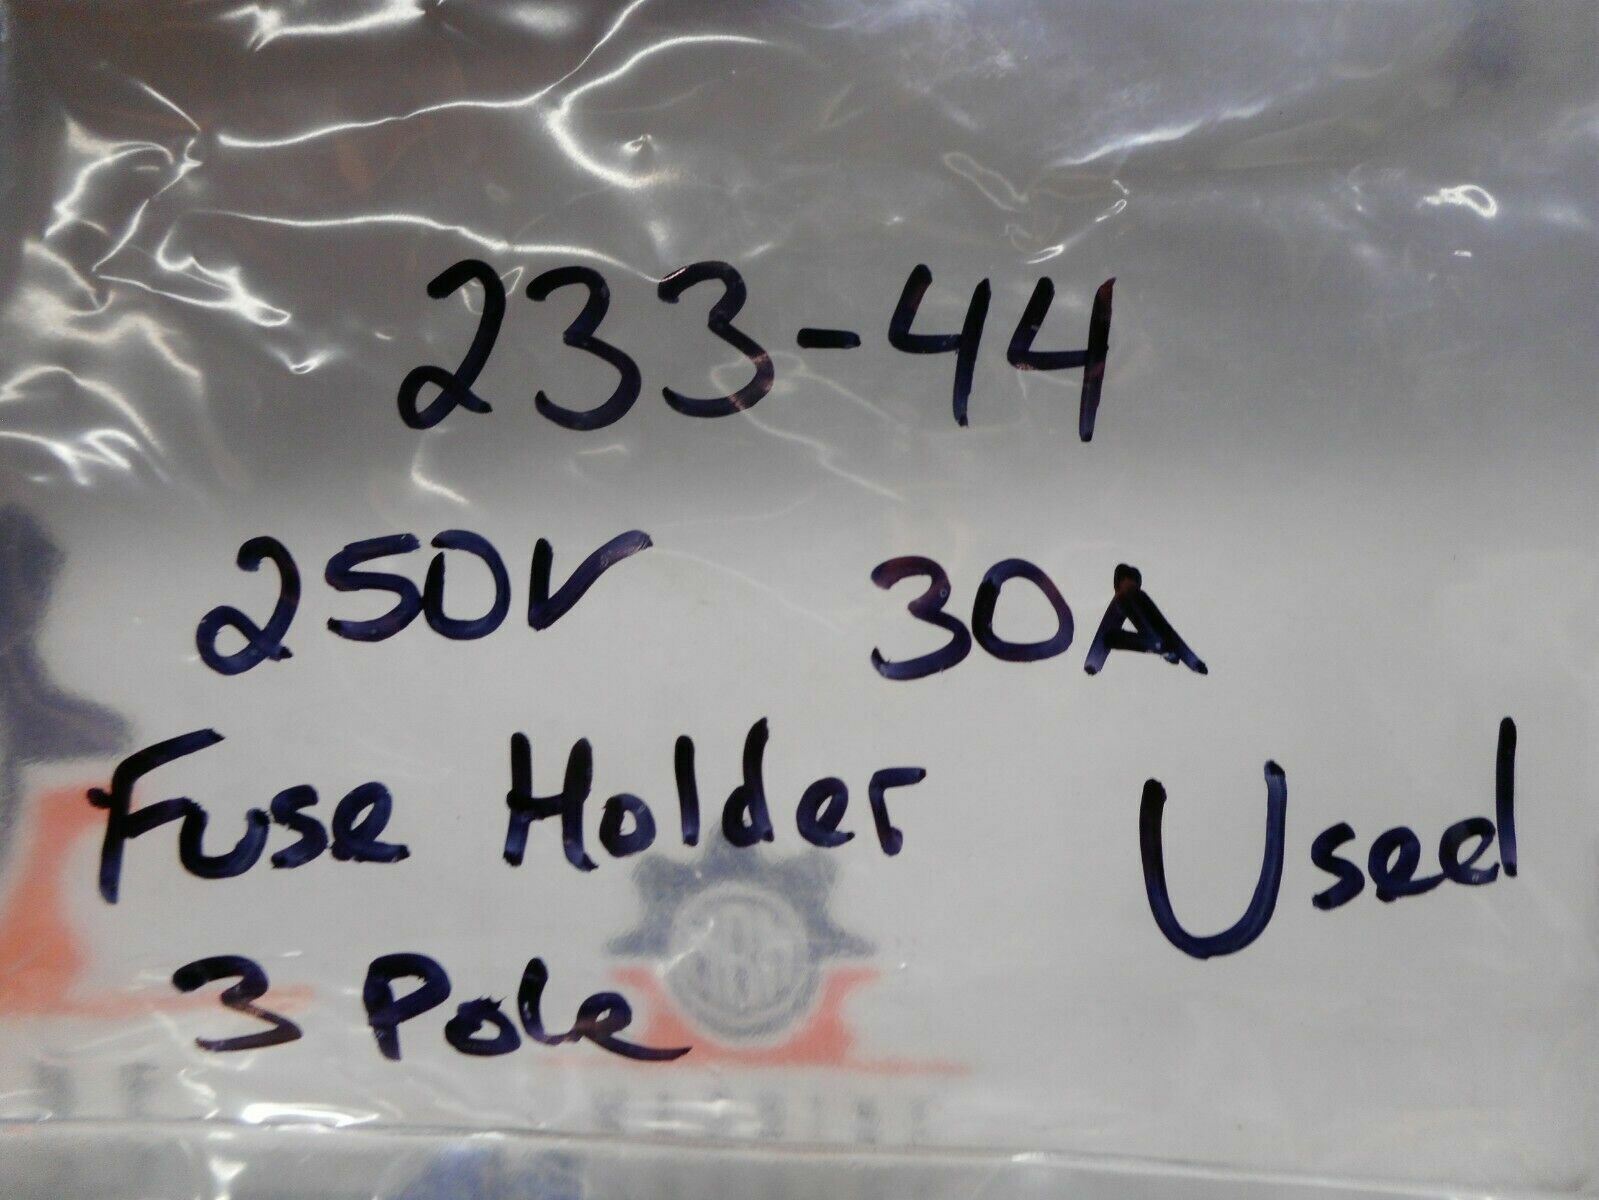 233-44
250V 30A
Fuse Holder Used
3 Pole